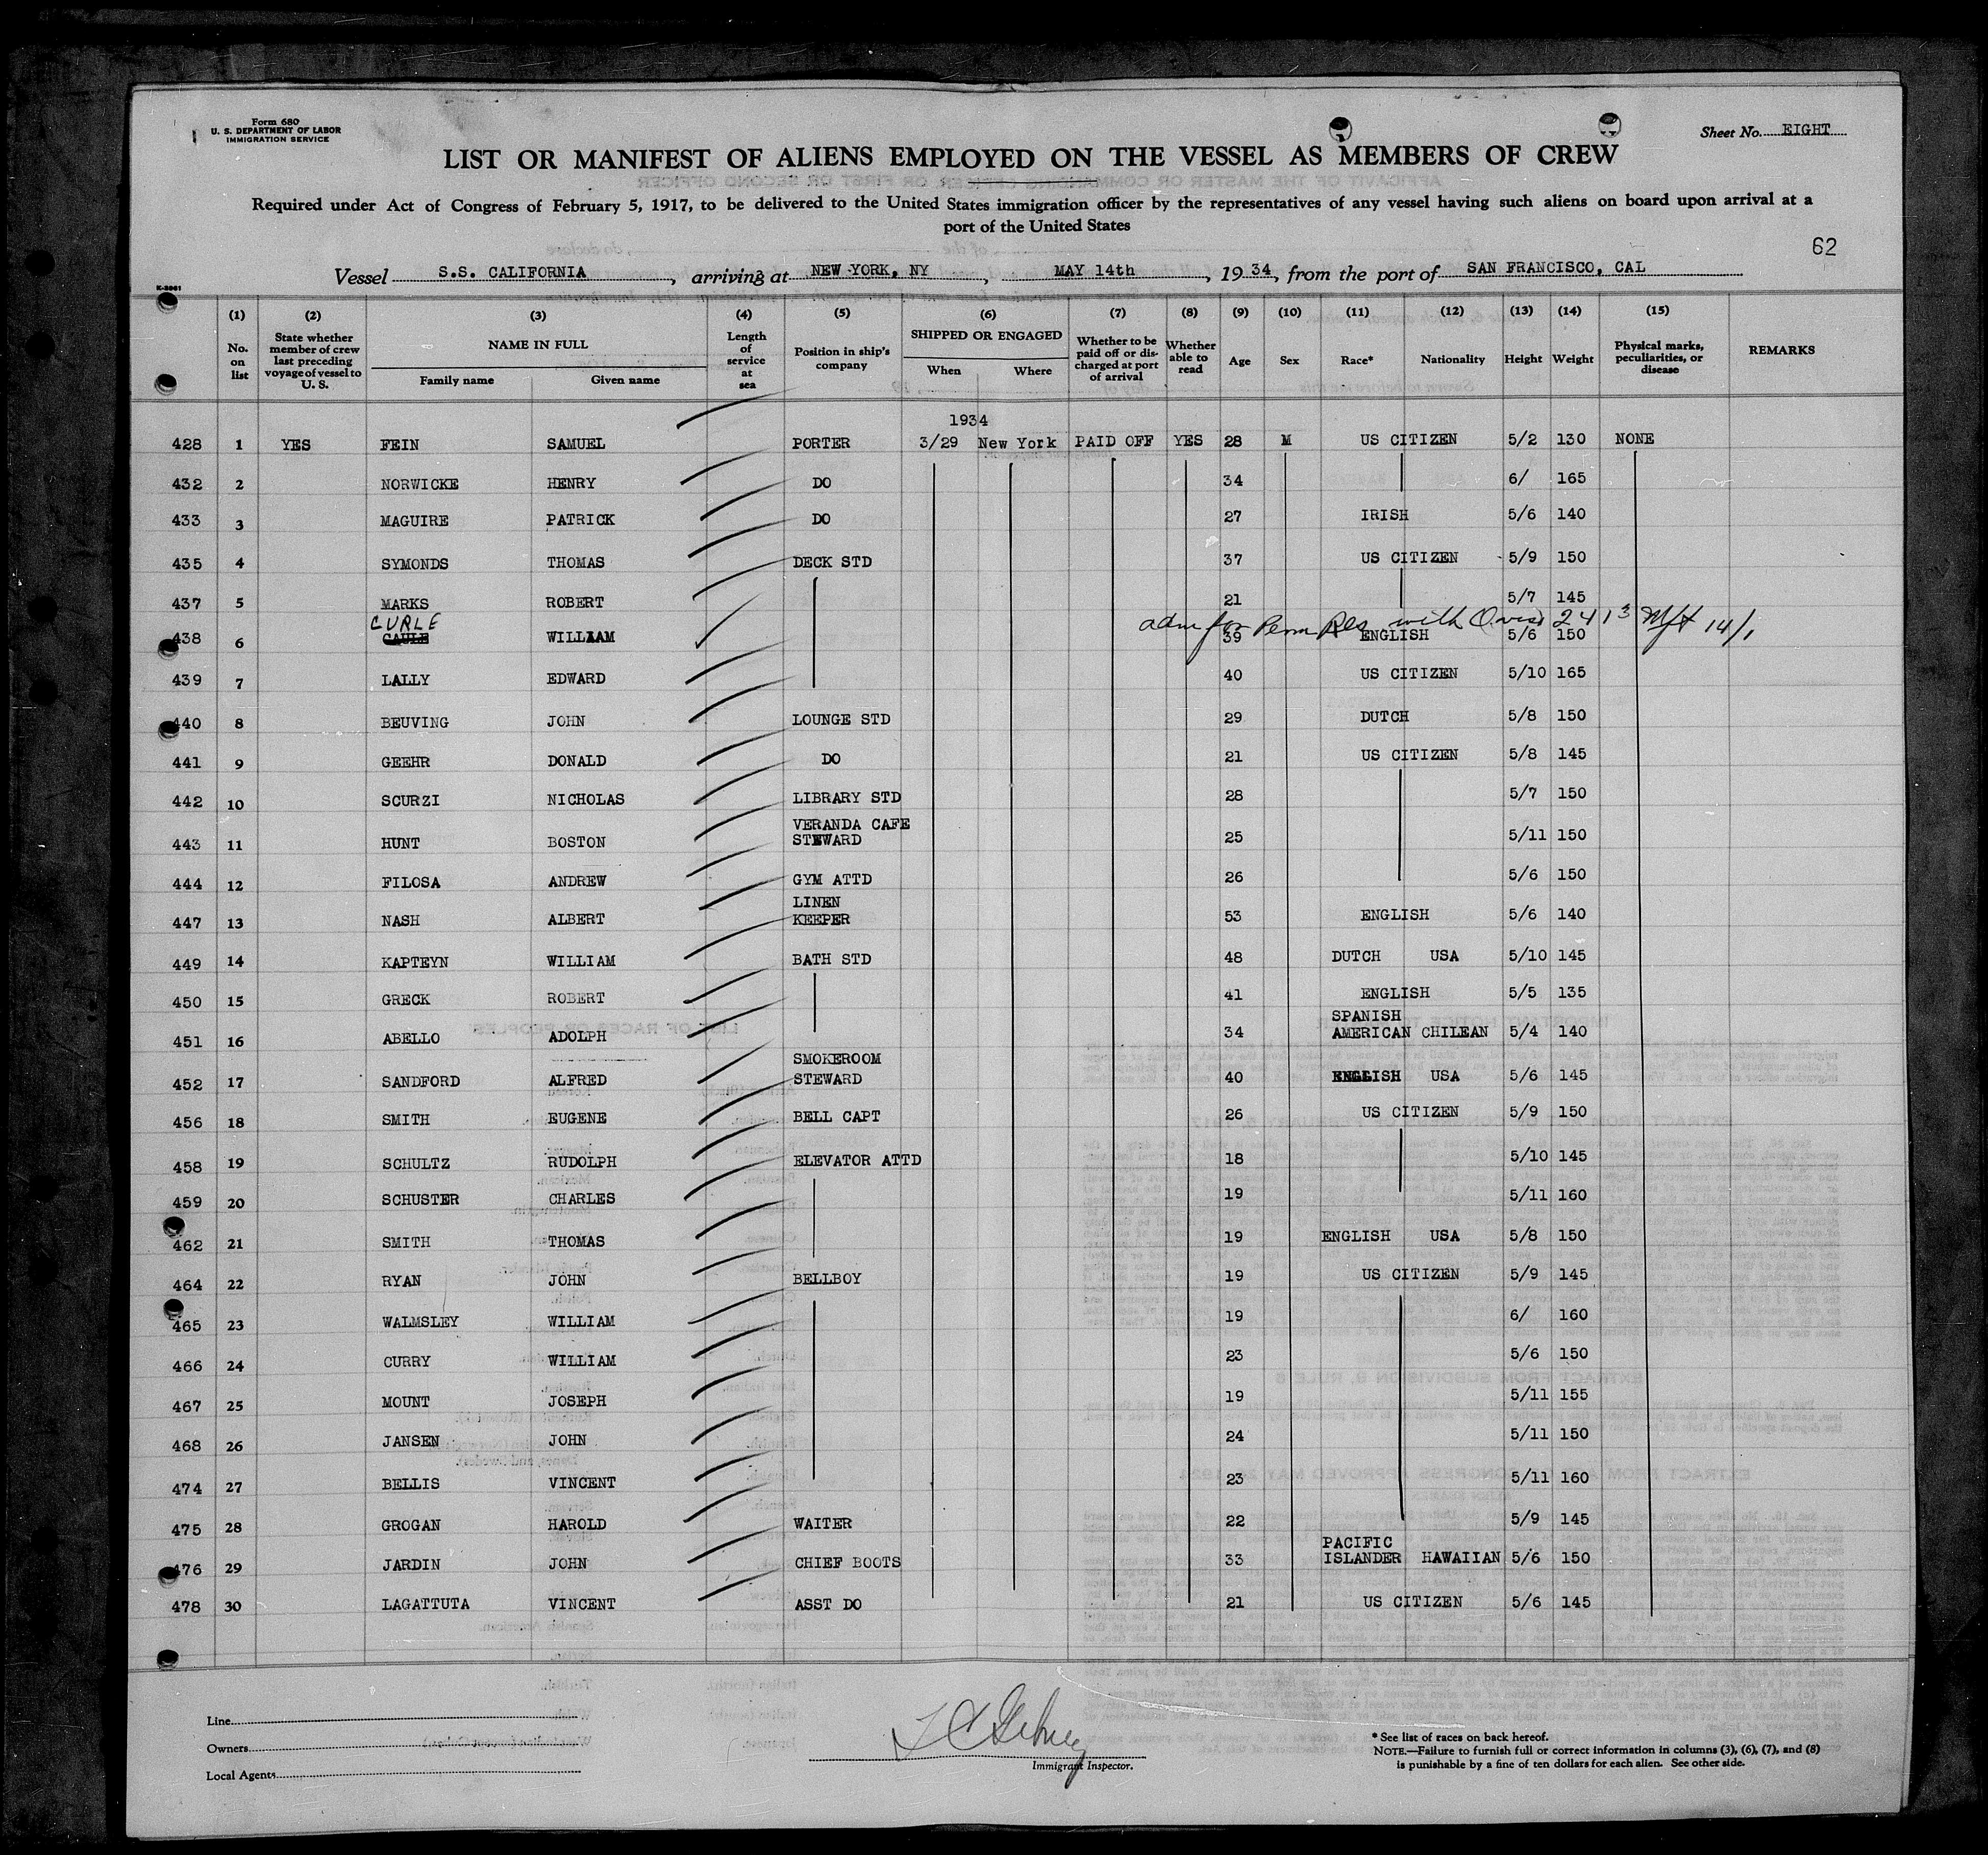 Form 680
U. S. DEPARTMENT OF LABOR
IMMIGRATION SERVICE
Sheet No. EIGHT
LIST OR MANIFEST OF ALIENS EMPLOYED ON THE VESSEL AS MEMBERS OF CREW
Required under Act of Congress of February 5, 1917, to be delivered to the United States immigration officer by the representatives of any vessel having such aliens on board upon arrival at a
port of the United States
62
Vessel S.S. CALIFORNIA, arriving at NEW YORK, NY, MAY 14th, 1934, from the port of SAN FRANCISCO, CAL
(1) (2) (3) (4) (5) (6) (7) (8) (9) (10) (11) (12) (13) (14) (15)
No. on list
State whether member of crew last preceding voyage of vessel to U. S.
NAME IN FULL
Family name Given name
Length of service at sea
Position in ship's company
SHIPPED OR ENGAGED
When Where
Whether to be paid off or discharged at port of arrival
Whether able to read
Age Sex Race* Nationality Height Weight
Physical marks, peculiarities, or disease
REMARKS
1934
428 1 YES FEIN SAMUEL PORTER 3/29 New York PAID OFF YES 28 M US CITIZEN 5/2 130 NONE
432 2 NORWICKE HENRY DO 34 6/ 165
433 3 MAGUIRE PATRICK DO 27 IRISH 5/6 140
435 4 SYMONDS THOMAS DECK STD 37 US CITIZEN 5/9 150
437 5 MARKS ROBERT 21 5/7 145
CURLE
adm for Perm Res with
438 6 CAULE WILLIAM 39 ENGLISH 5/6 150
439 7 LALLY EDWARD 40 US CITIZEN 5/10 165
440 8 BEUVING JOHN LOUNGE STD 29 DUTCH 5/8 150
441 9 GEEHR DONALD DO 21 US CITIZEN 5/8 145
442 10 SCURZI NICHOLAS LIBRARY STD 28 5/7 150
443 11 HUNT BOSTON VERANDA CAFE STEWARD 25 5/11 150
444 12 FILOSA ANDREW GYM ATTD 26 5/6 150
447 13 NASH ALBERT LINEN KEEPER 53 ENGLISH 5/6 140
449 14 KAPTEYN WILLIAM BATH STD 48 DUTCH USA 5/10 145
450 15 GRECK ROBERT 41 ENGLISH 5/5 135
451 16 ABELLO ADOLPH 34 SPANISH AMERICAN CHILEAN 5/4 140
452 17 SANDFORD ALFRED SMOKEROOM STEWARD 40 ENGLISH USA 5/6 145
456 18 SMITH EUGENE BELL CAPT 26 US CITIZEN 5/9 150
458 19 SCHULTZ RUDOLPH ELEVATOR ATTD 18 5/10 145
459 20 SCHUSTER CHARLES 19 5/11 160
462 21 SMITH THOMAS 19 ENGLISH USA 5/8 150
464 22 RYAN JOHN BELLBOY 19 US CITIZEN 5/9 145
465 23 WALMSLEY WILLIAM 19 6/ 160
466 24 CURRY WILLIAM 23 5/6 150
467 25 MOUNT JOSEPH 19 5/11 155
468 26 JANSEN JOHN 24 5/11 150
474 27 BELLIS VINCENT 23 5/11 160
475 28 GROGAN HAROLD WAITER 22 5/9 145
476 29 JARDIN JOHN CHIEF BOOTS 33 PACIFIC ISLANDER HAWAIIAN 5/6 150
478 30 LAGATTUTA VINCENT ASST DO 21 US CITIZEN 5/6 145
Line
Owners
Local Agents
Immigrant Inspector.
* See list of races on back hereof.
NOTE.—Failure to furnish full or correct information in columns (3), (6), (7), and (8)
is punishable by a fine of ten dollars for each alien. See other side.